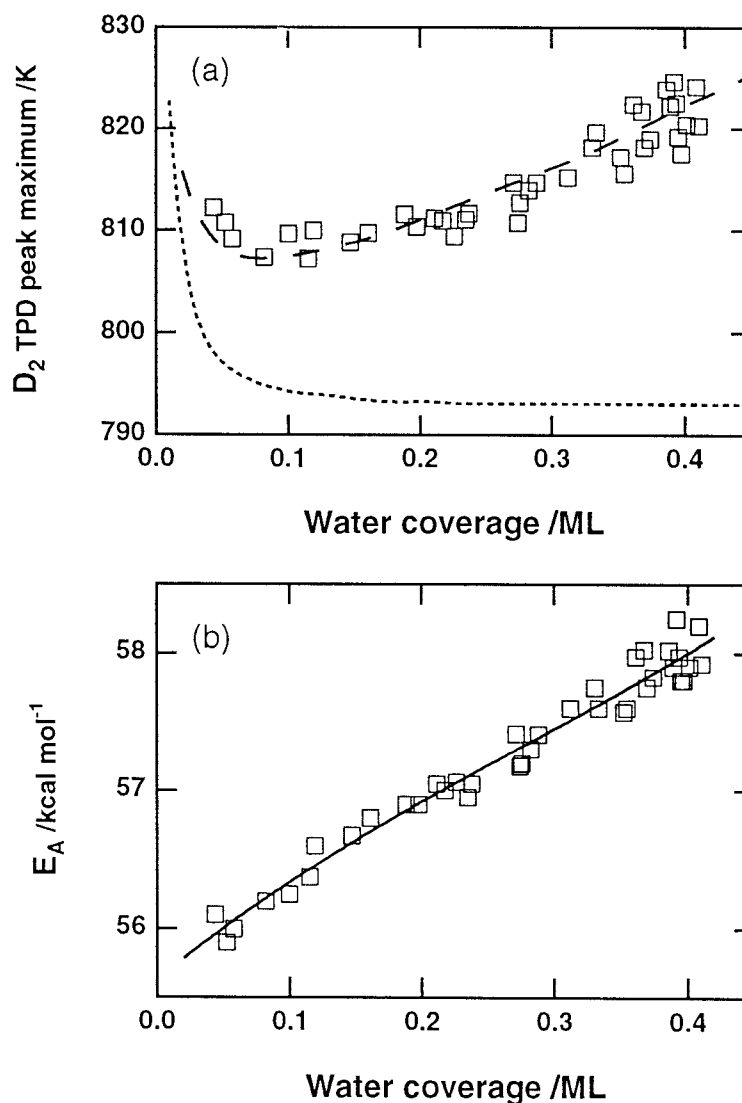 830
(a)
820
810
800
790
D₂ TPD peak maximum /K
0.0 0.1 0.2 0.3 0.4
Water coverage /ML
(b)
58
57
56
E_A /kcal mol⁻¹
0.0 0.1 0.2 0.3 0.4
Water coverage /ML